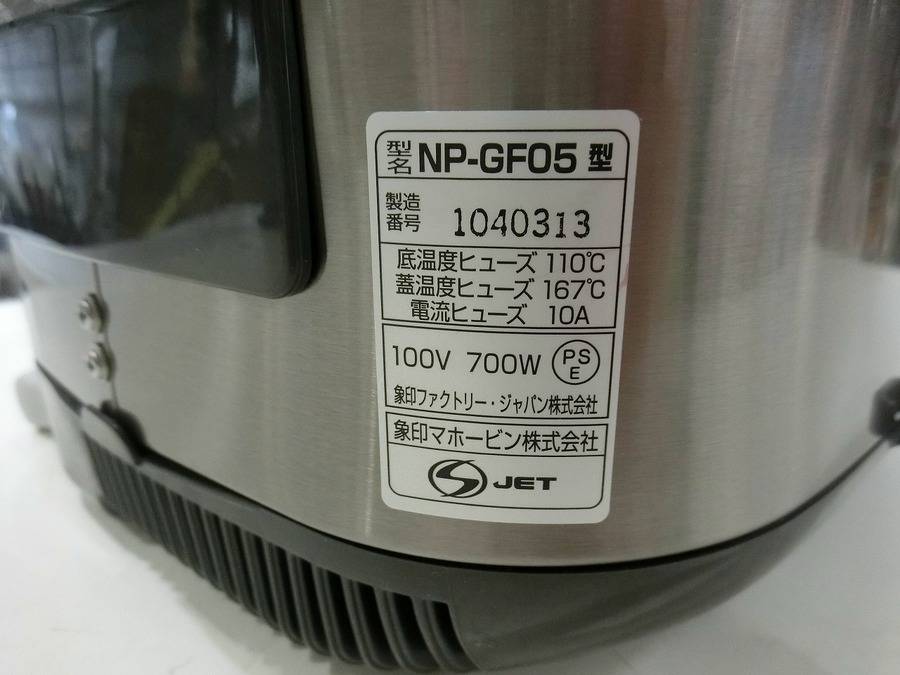 型名 NP-GF05 型
製造番号 1040313
底温度ヒューズ 110℃
蓋温度ヒューズ 167℃
電流ヒューズ 10A
100V 700W PSE
象印ファクトリー・ジャパン株式会社
象印マホービン株式会社
S JET